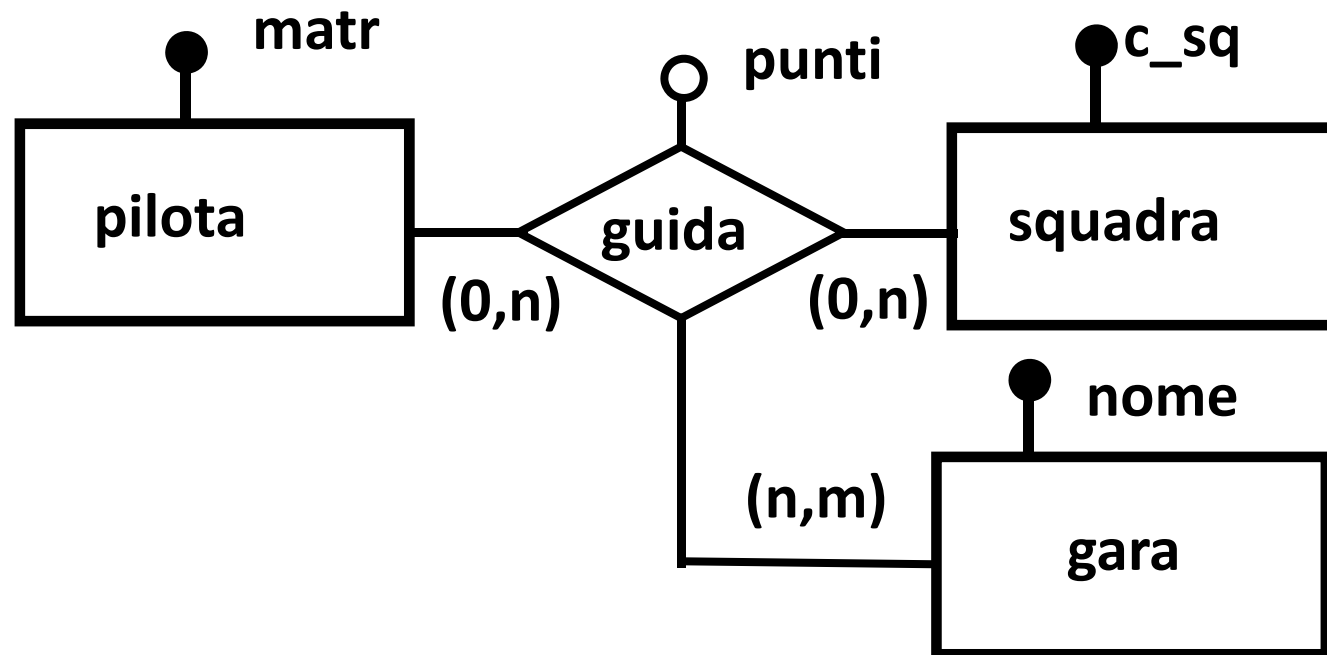 matr
punti
c_sq
pilota
guida
squadra
(0,n)
(0,n)
nome
(n,m)
gara